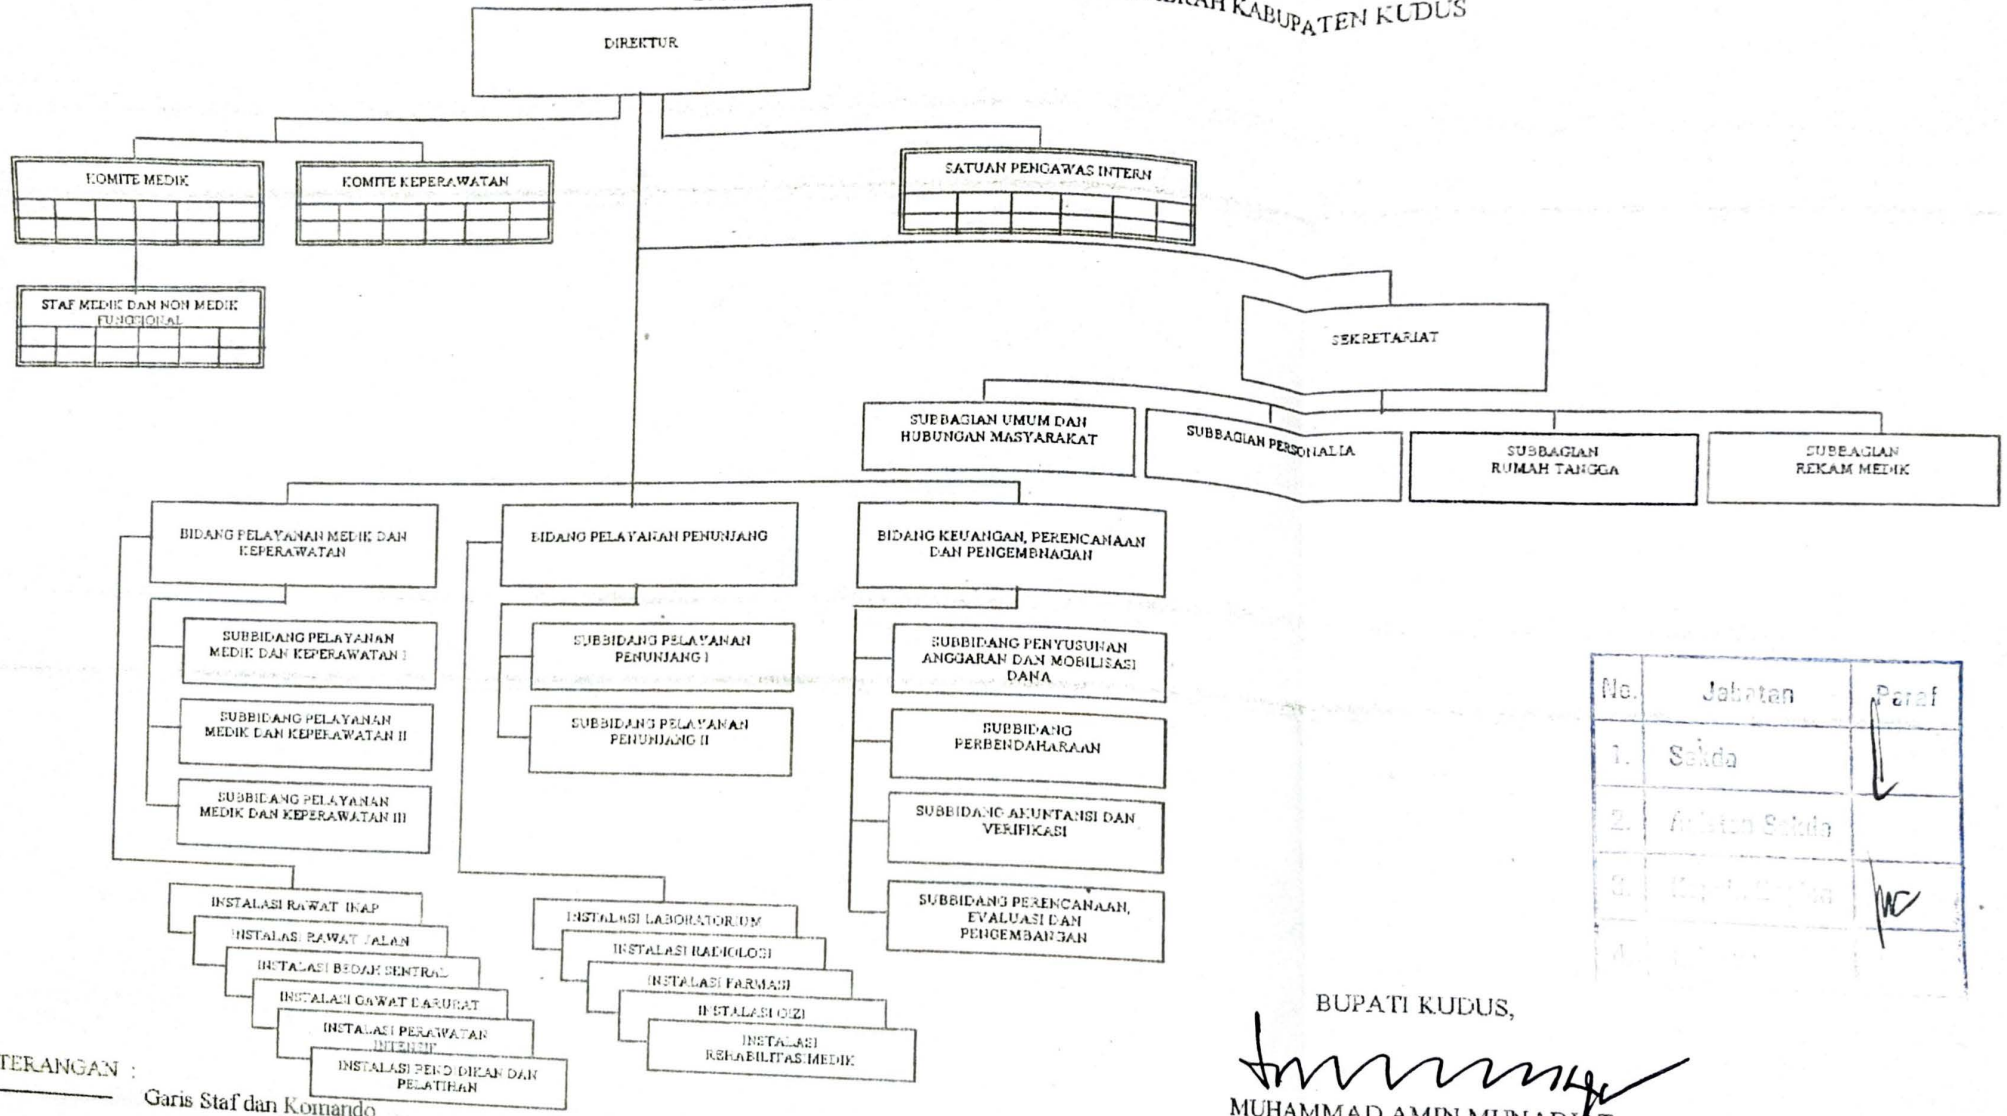 KABUPATEN KUDUS
DIREKTUR
KOMITE MEDIK
KOMITE KEPERAWATAN
SATUAN PENGAWAS INTERN
STAF MEDIK DAN NON MEDIK
FUNGSIONAL
SEKRETARIAT
SUBBAGIAN UMUM DAN
HUBUNGAN MASYARAKAT
SUBBAGIAN PERSONALIA
SUBBAGIAN
RUMAH TANGGA
SUBBAGIAN
REKAM MEDIK
BIDANG PELAYANAN MEDIK DAN
KEPERAWATAN
BIDANG PELAYANAN PENUNJANG
BIDANG KEUANGAN, PERENCANAAN
DAN PENGEMBNAGAN
SUBBIDANG PELAYANAN
MEDIK DAN KEPERAWATAN I
SUBBIDANG PELAYANAN
MEDIK DAN KEPERAWATAN II
SUBBIDANG PELAYANAN
MEDIK DAN KEPERAWATAN III
SUBBIDANG PELAYANAN
PENUNJANG I
SUBBIDANG PELAYANAN
PENUNJANG II
SUBBIDANG PENYUSUNAN
ANGGARAN DAN MOBILISASI
DANA
SUBBIDANG
PERBENDAHARAAN
SUBBIDANG AKUNTANSI DAN
VERIFIKASI
SUBBIDANG PERENCANAAN,
EVALUASI DAN
PENGEMBANGAN
INSTALASI RAWAT INAP
INSTALASI RAWAT JALAN
INSTALASI BEDAH SENTRAL
INSTALASI GAWAT DARURAT
INSTALASI PERAWATAN
INTENSIF
INSTALASI PENDIDIKAN DAN
PELATIHAN
INSTALASI LABORATORIUM
INSTALASI RADIOLOGI
INSTALASI FARMASI
INSTALASI GIZI
INSTALASI
REHABILITASI MEDIK
No. Jabatan Paraf
1. Sekda
2. Asisten Sekda
3.
4.
BUPATI KUDUS,
MUHAMMAD AMIN
TERANGAN :
Garis Staf dan Komando